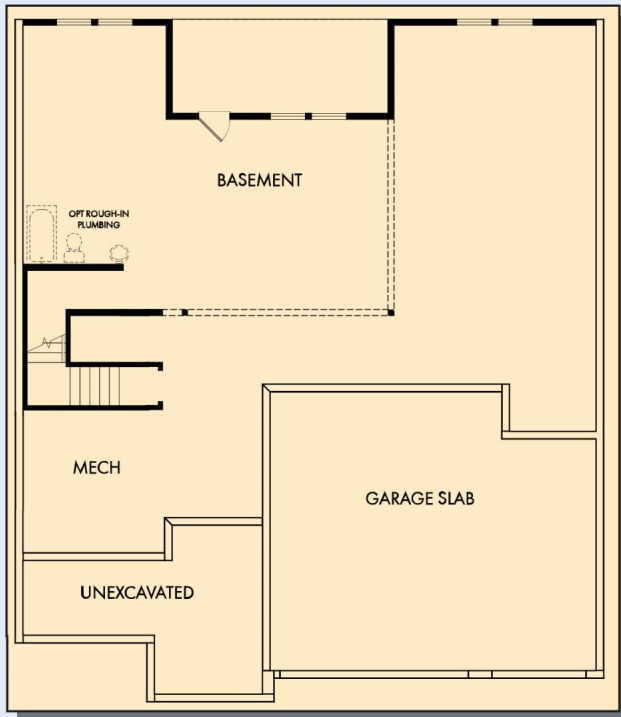 BASEMENT
OPT ROUGH-IN
PLUMBING
MECH
GARAGE SLAB
UNEXCAVATED